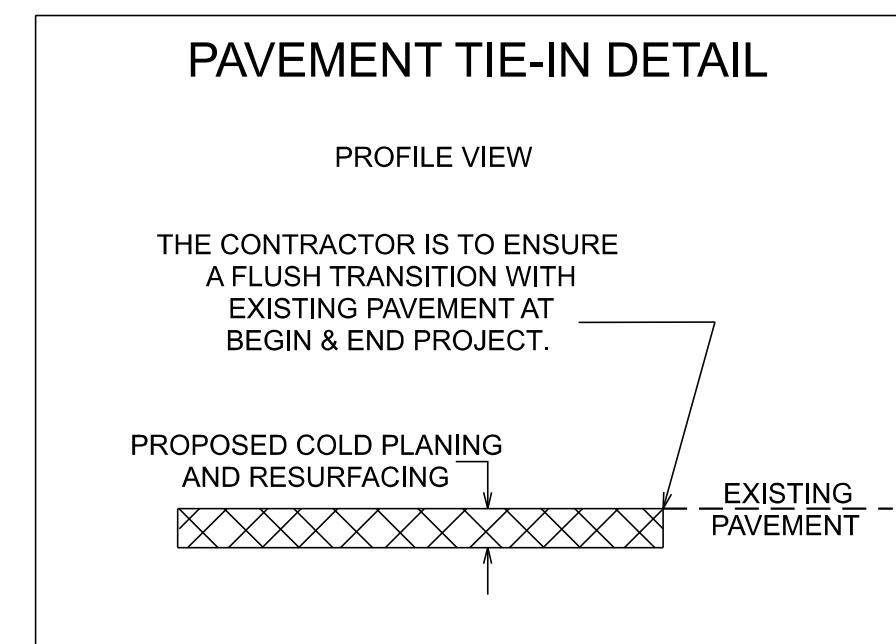 PAVEMENT TIE-IN DETAIL
PROFILE VIEW
THE CONTRACTOR IS TO ENSURE
A FLUSH TRANSITION WITH
EXISTING PAVEMENT AT
BEGIN & END PROJECT.
PROPOSED COLD PLANING
AND RESURFACING
EXISTING
PAVEMENT